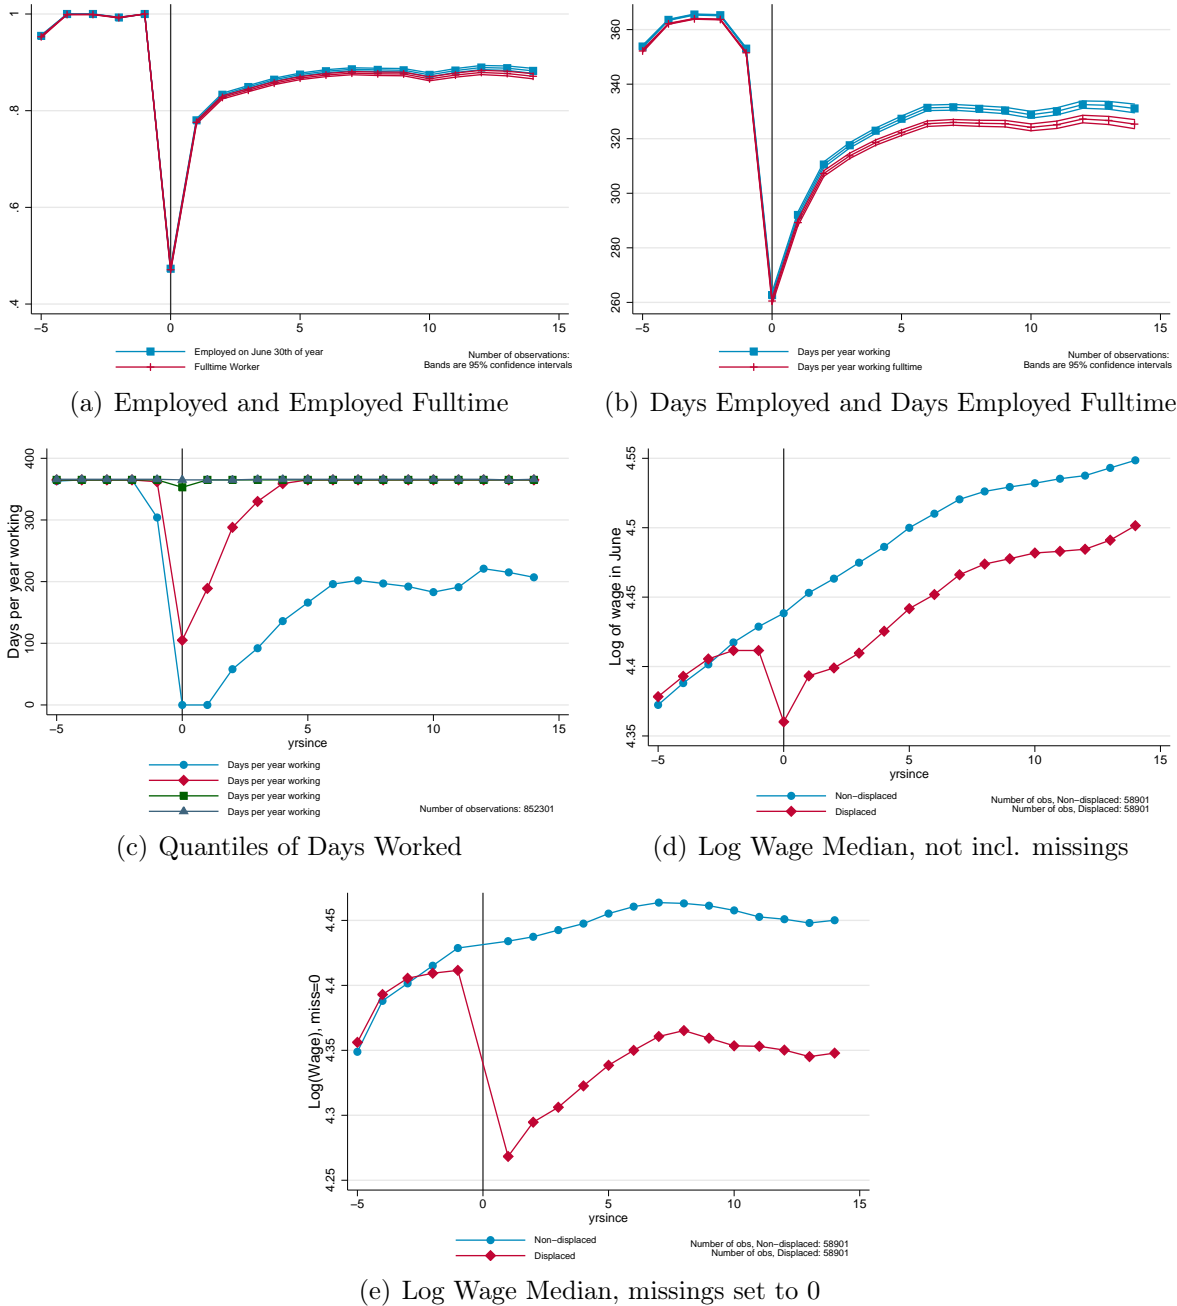 1
.8
.6
.4
−5
0
5
10
15
Employed on June 30th of year
Fulltime Worker
Number of observations:
Bands are 95% confidence intervals
(a) Employed and Employed Fulltime
360
340
320
300
280
260
−5
0
5
10
15
Days per year working
Days per year working fulltime
Number of observations:
Bands are 95% confidence intervals
(b) Days Employed and Days Employed Fulltime
Days per year working
400
300
200
100
0
−5
0
5
10
15
yrsince
Days per year working
Days per year working
Days per year working
Days per year working
Number of observations: 852301
(c) Quantiles of Days Worked
Log of wage in June
4.55
4.5
4.45
4.4
4.35
−5
0
5
10
15
yrsince
Non−displaced
Displaced
Number of obs, Non−displaced: 58901
Number of obs, Displaced: 58901
(d) Log Wage Median, not incl. missings
Log(Wage), miss=0
4.45
4.4
4.35
4.3
4.25
−5
0
5
10
15
yrsince
Non−displaced
Displaced
Number of obs, Non−displaced: 58901
Number of obs, Displaced: 58901
(e) Log Wage Median, missings set to 0